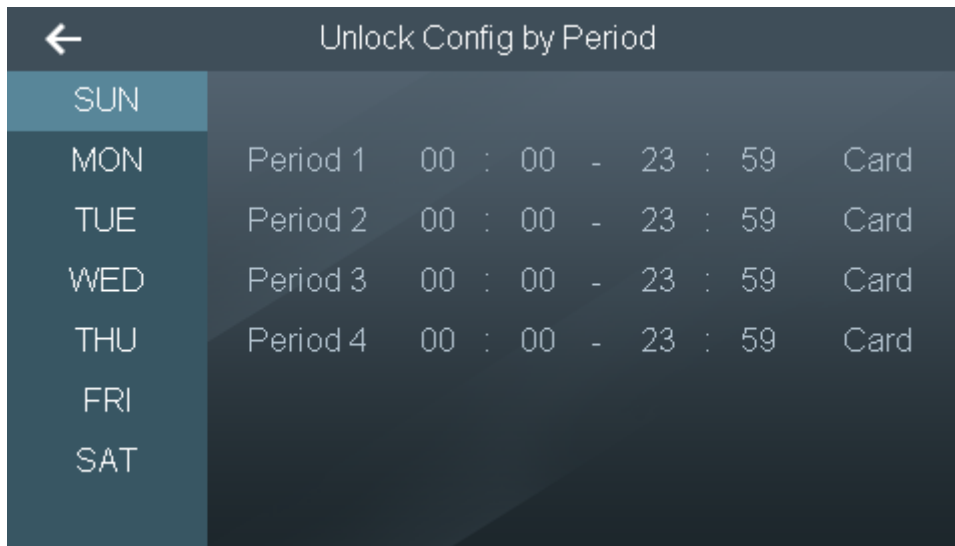 Unlock Config by Period
SUN
MON Period 1 00 : 00 - 23 : 59 Card
TUE Period 2 00 : 00 - 23 : 59 Card
WED Period 3 00 : 00 - 23 : 59 Card
THU Period 4 00 : 00 - 23 : 59 Card
FRI
SAT